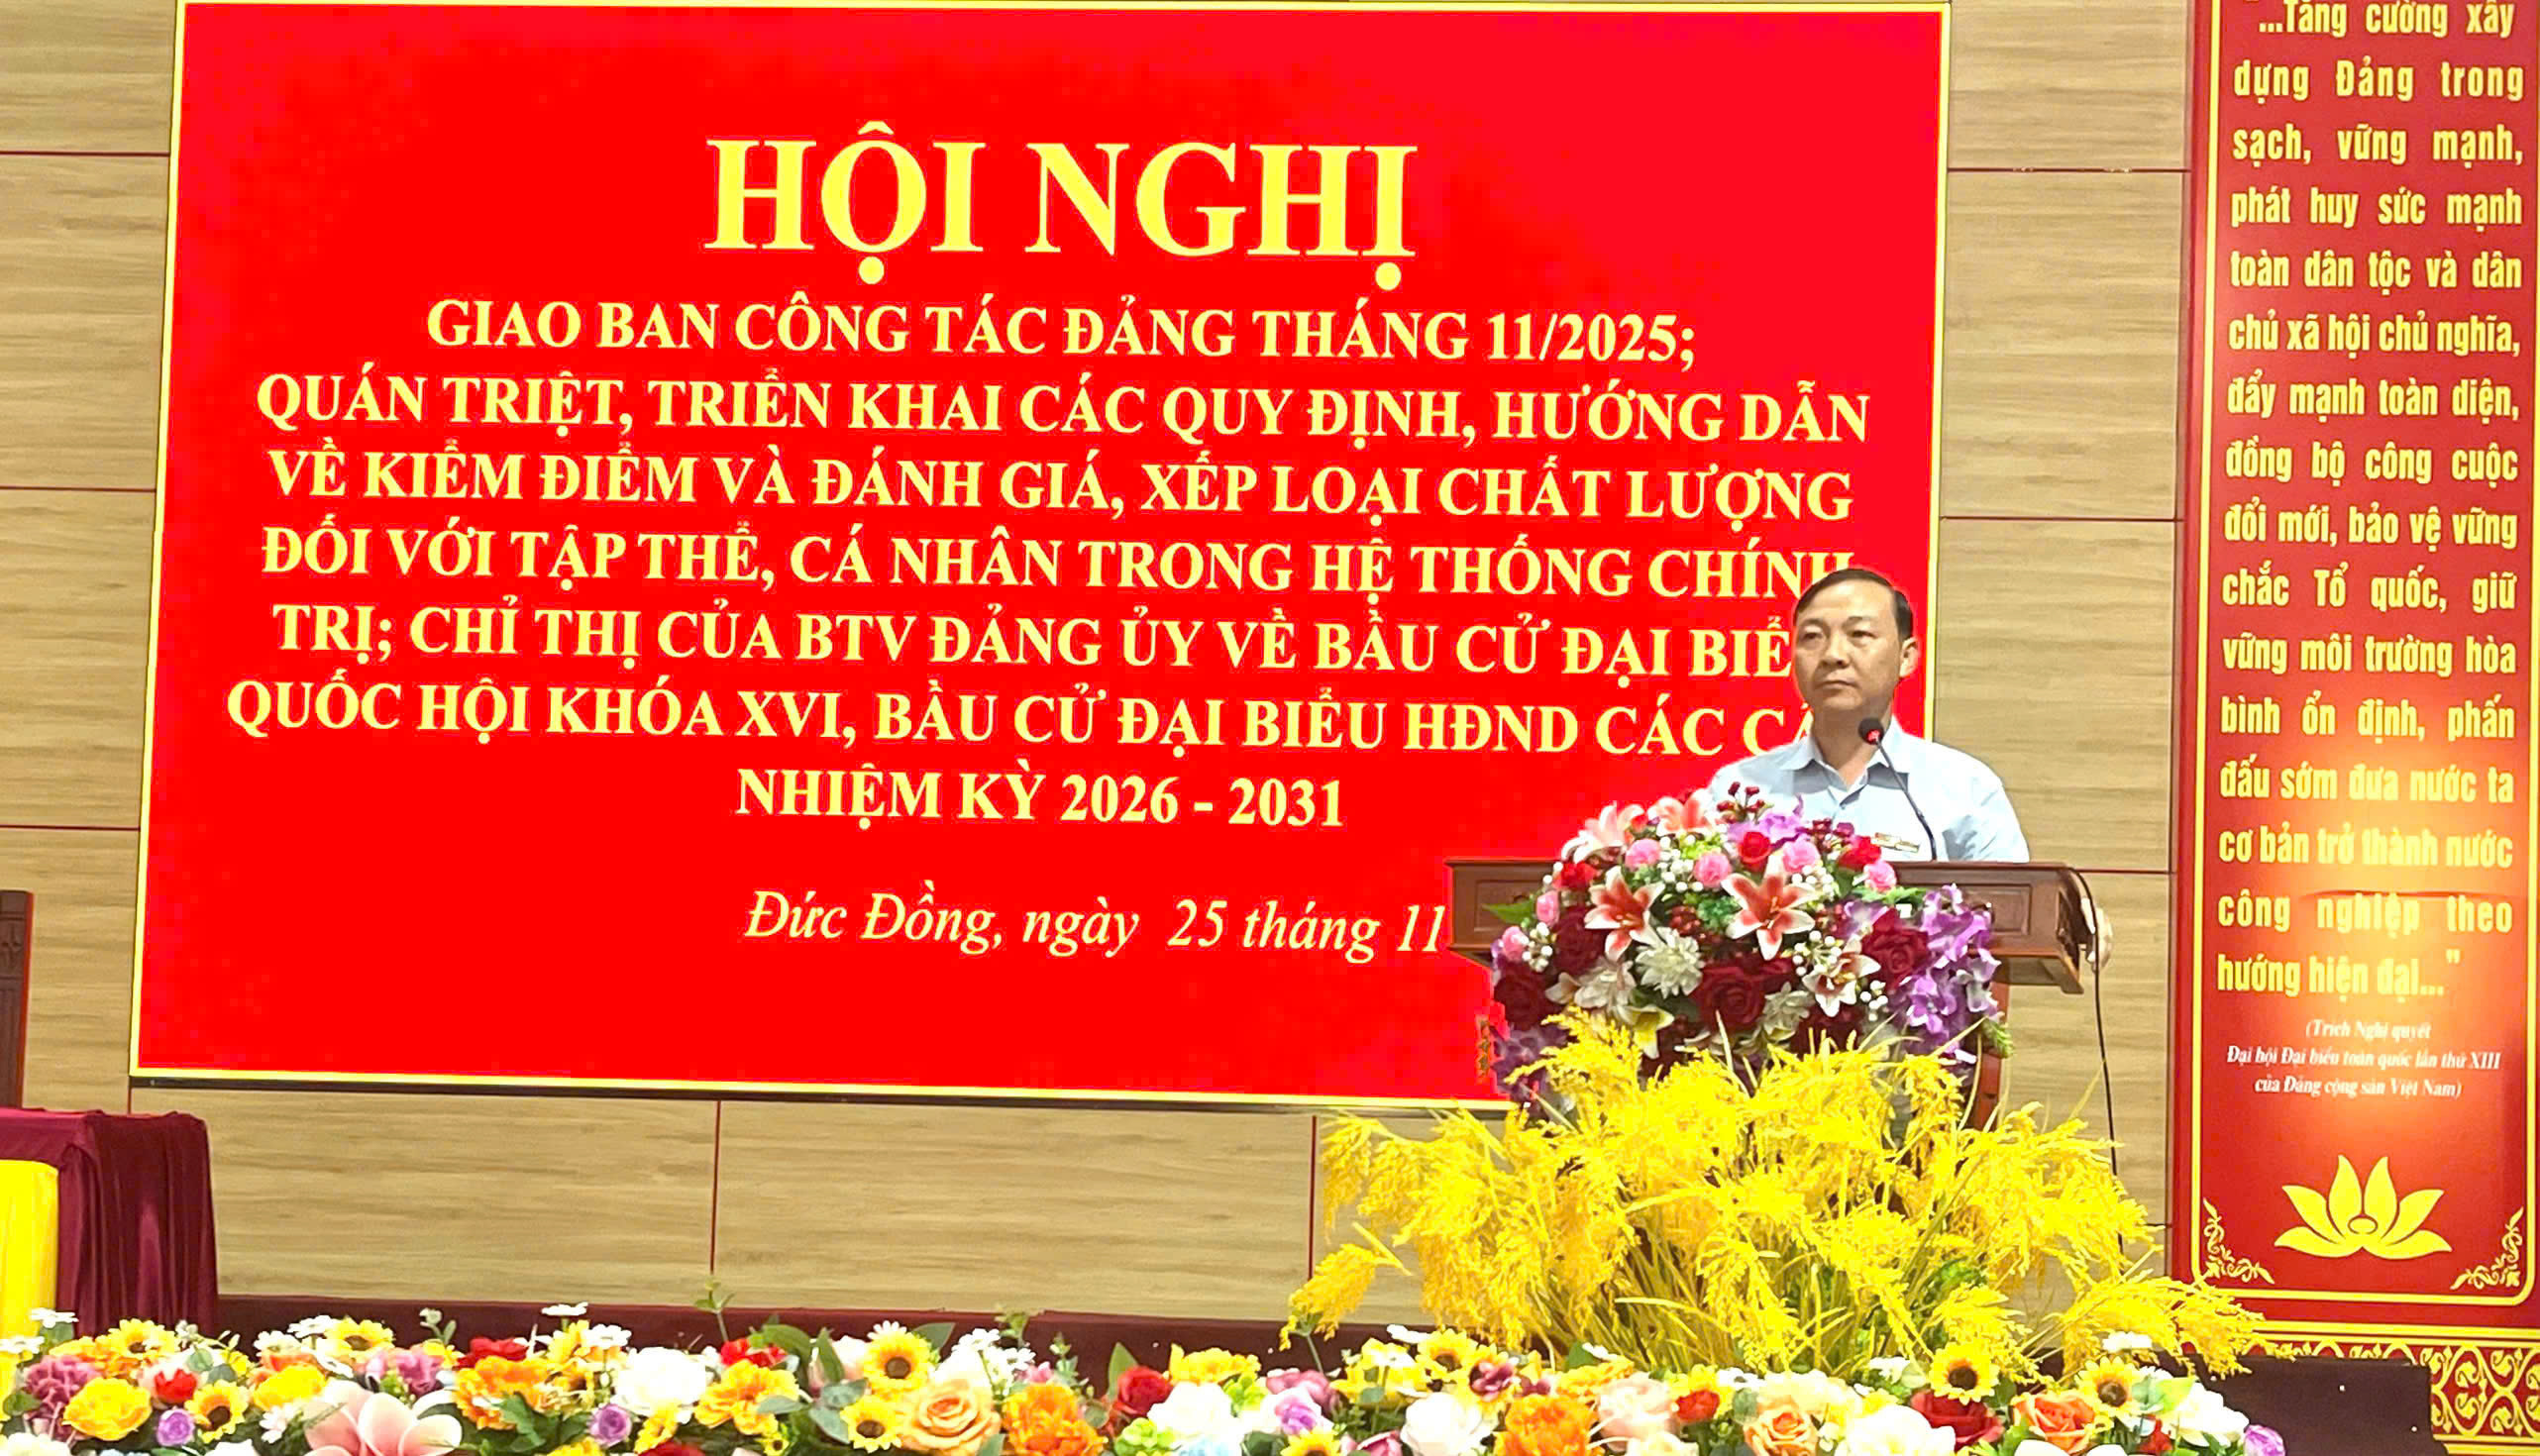 HỘI NGHỊ
GIAO BAN CÔNG TÁC ĐẢNG THÁNG 11/2025;
QUÁN TRIỆT, TRIỂN KHAI CÁC QUY ĐỊNH, HƯỚNG DẪN
VỀ KIỂM ĐIỂM VÀ ĐÁNH GIÁ, XẾP LOẠI CHẤT LƯỢNG
ĐỐI VỚI TẬP THỂ, CÁ NHÂN TRONG HỆ THỐNG CHÍNH
TRỊ; CHỈ THỊ CỦA BTV ĐẢNG ỦY VỀ BẦU CỬ ĐẠI BIỂ
QUỐC HỘI KHÓA XVI, BẦU CỬ ĐẠI BIỂU HĐND CÁC
NHIỆM KỲ 2026 - 2031
Đức Đồng, ngày 25 tháng 11
"...Tăng cường xây
dựng Đảng trong
sạch, vững mạnh,
phát huy sức mạnh
toàn dân tộc và dân
chủ xã hội chủ nghĩa,
đẩy mạnh toàn diện,
đồng bộ công cuộc
đổi mới, bảo vệ vững
chắc Tổ quốc, giữ
vững môi trường hòa
bình ổn định, phấn
đấu sớm đưa nước ta
cơ bản trở thành nước
công nghiệp theo
hướng hiện đại..."
(Trích Nghị quyết
Đại hội Đại biểu toàn quốc lần thứ XIII
của Đảng cộng sản Việt Nam)